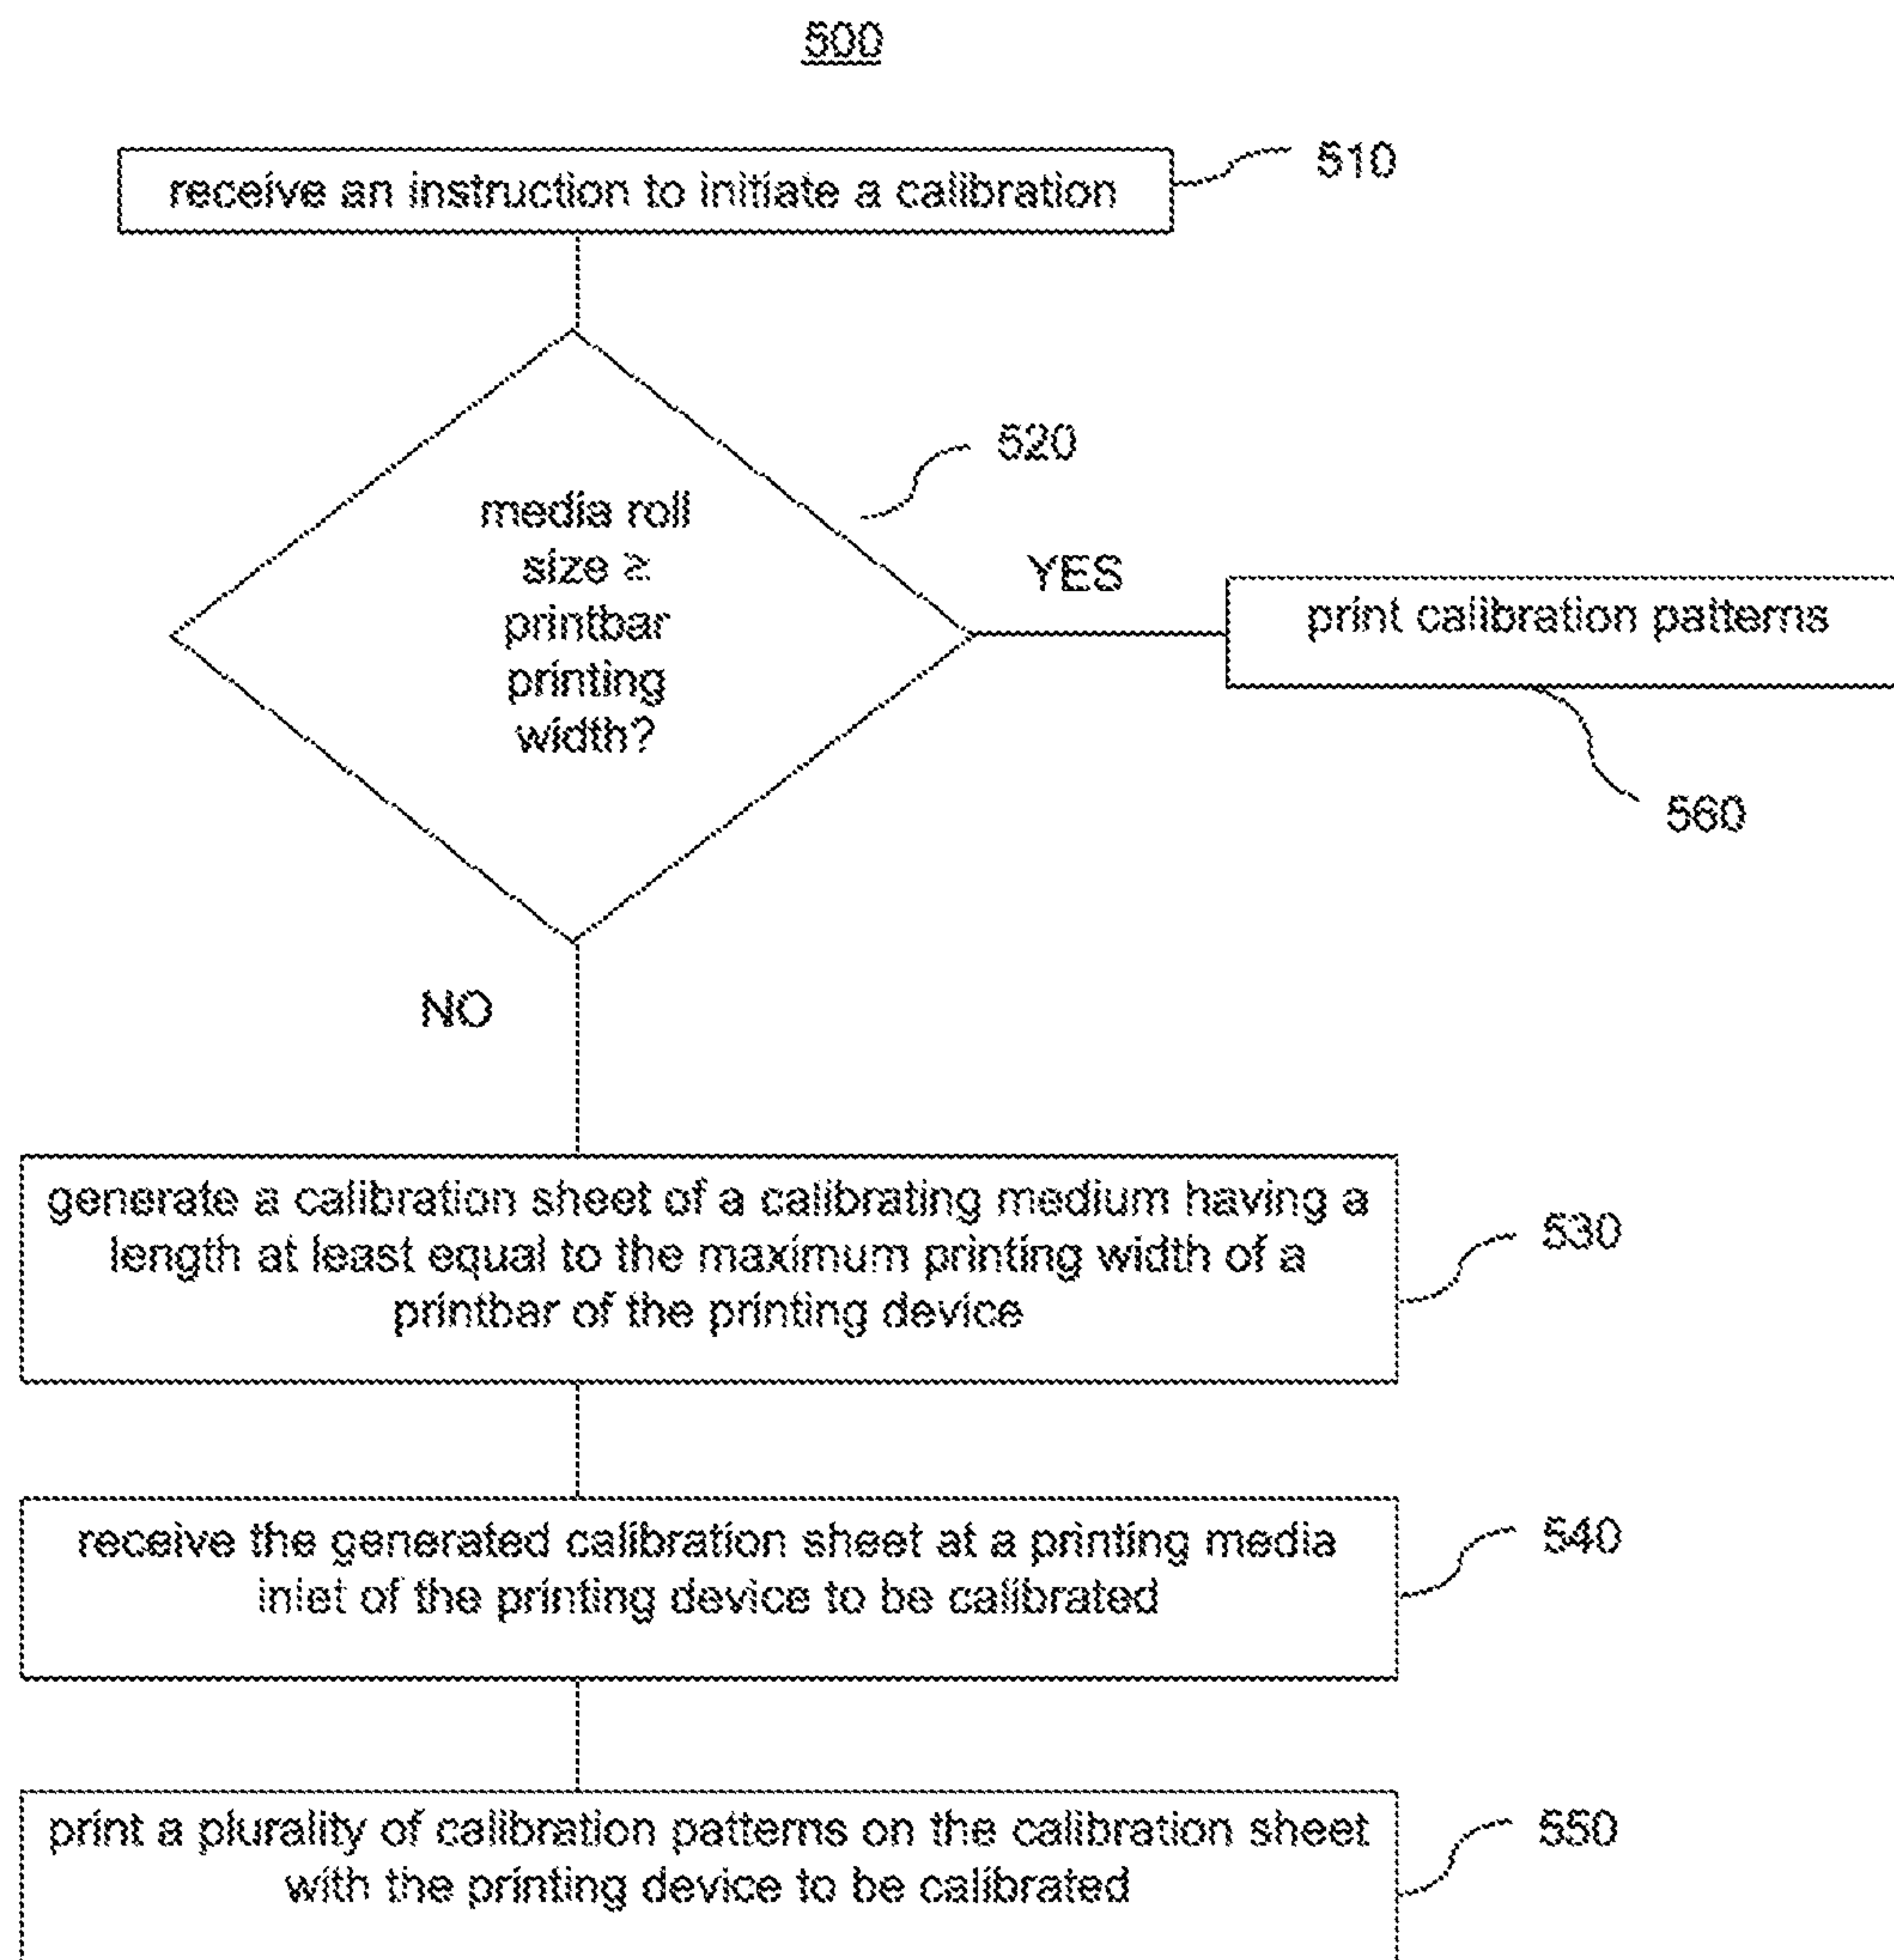 500
receive an instruction to initiate a calibration
510
520
media roll
size ≥
printbar
printing
width?
YES
print calibration patterns
560
NO
generate a calibration sheet of a calibrating medium having a
length at least equal to the maximum printing width of a
printbar of the printing device
530
receive the generated calibration sheet at a printing media
inlet of the printing device to be calibrated
540
print a plurality of calibration patterns on the calibration sheet
with the printing device to be calibrated
550